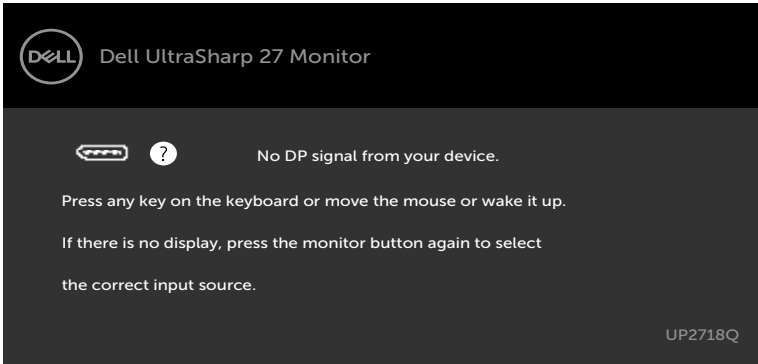 DELL
Dell UltraSharp 27 Monitor
? No DP signal from your device.
Press any key on the keyboard or move the mouse or wake it up.
If there is no display, press the monitor button again to select
the correct input source.
UP2718Q